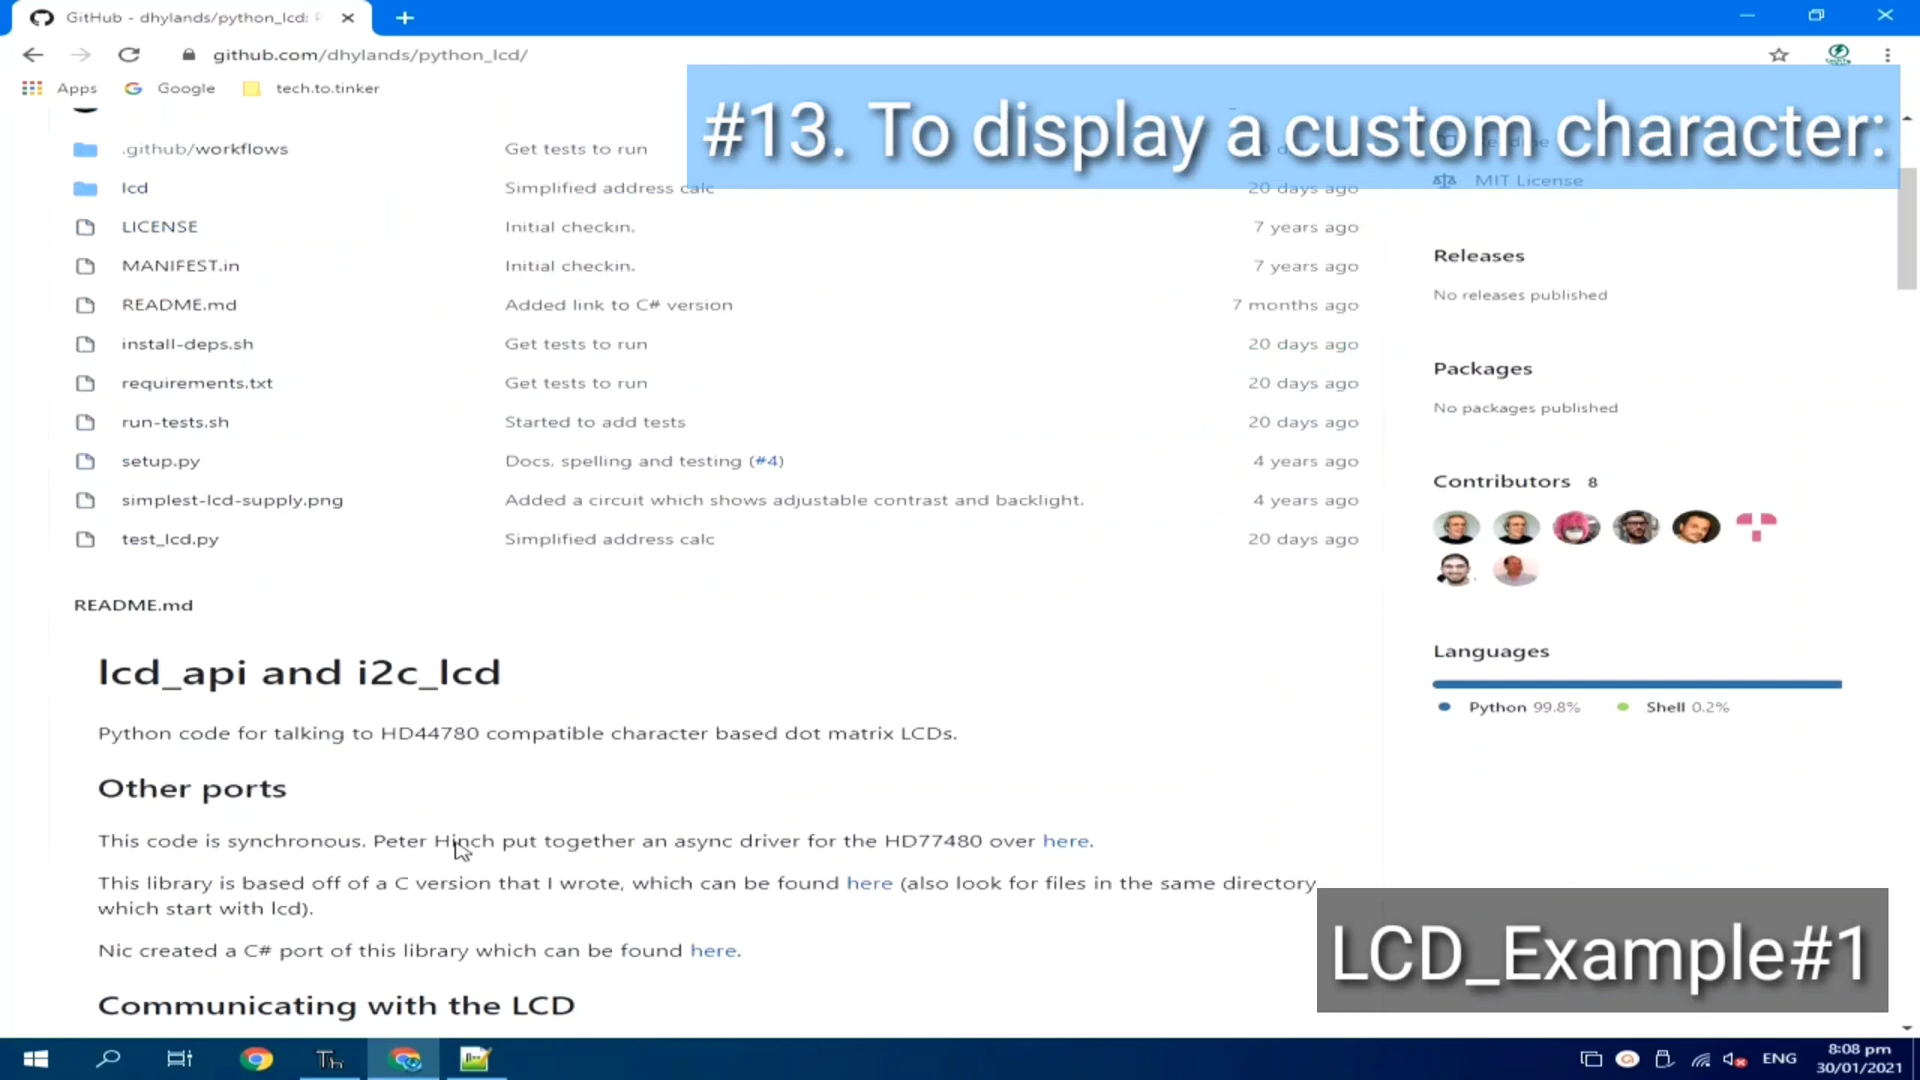 GitHub - dhylands/python_lcd:
github.com/dhylands/python_lcd/
Apps Google tech.to.tinker
#13. To display a custom character:
.github/workflows Get tests to run
lcd Simplified address calc 20 days ago
MIT License
LICENSE Initial checkin. 7 years ago
MANIFEST.in Initial checkin. 7 years ago
README.md Added link to C# version 7 months ago
install-deps.sh Get tests to run 20 days ago
requirements.txt Get tests to run 20 days ago
run-tests.sh Started to add tests 20 days ago
setup.py Docs, spelling and testing (#4) 4 years ago
simplest-lcd-supply.png Added a circuit which shows adjustable contrast and backlight. 4 years ago
test_lcd.py Simplified address calc 20 days ago
Releases
No releases published
Packages
No packages published
Contributors 8
Languages
Python 99.8% Shell 0.2%
README.md
lcd_api and i2c_lcd
Python code for talking to HD44780 compatible character based dot matrix LCDs.
Other ports
This code is synchronous. Peter Hinch put together an async driver for the HD77480 over here.
This library is based off of a C version that I wrote, which can be found here (also look for files in the same directory
which start with lcd).
Nic created a C# port of this library which can be found here.
Communicating with the LCD
LCD_Example#1
ENG
8:08 pm
30/01/2021